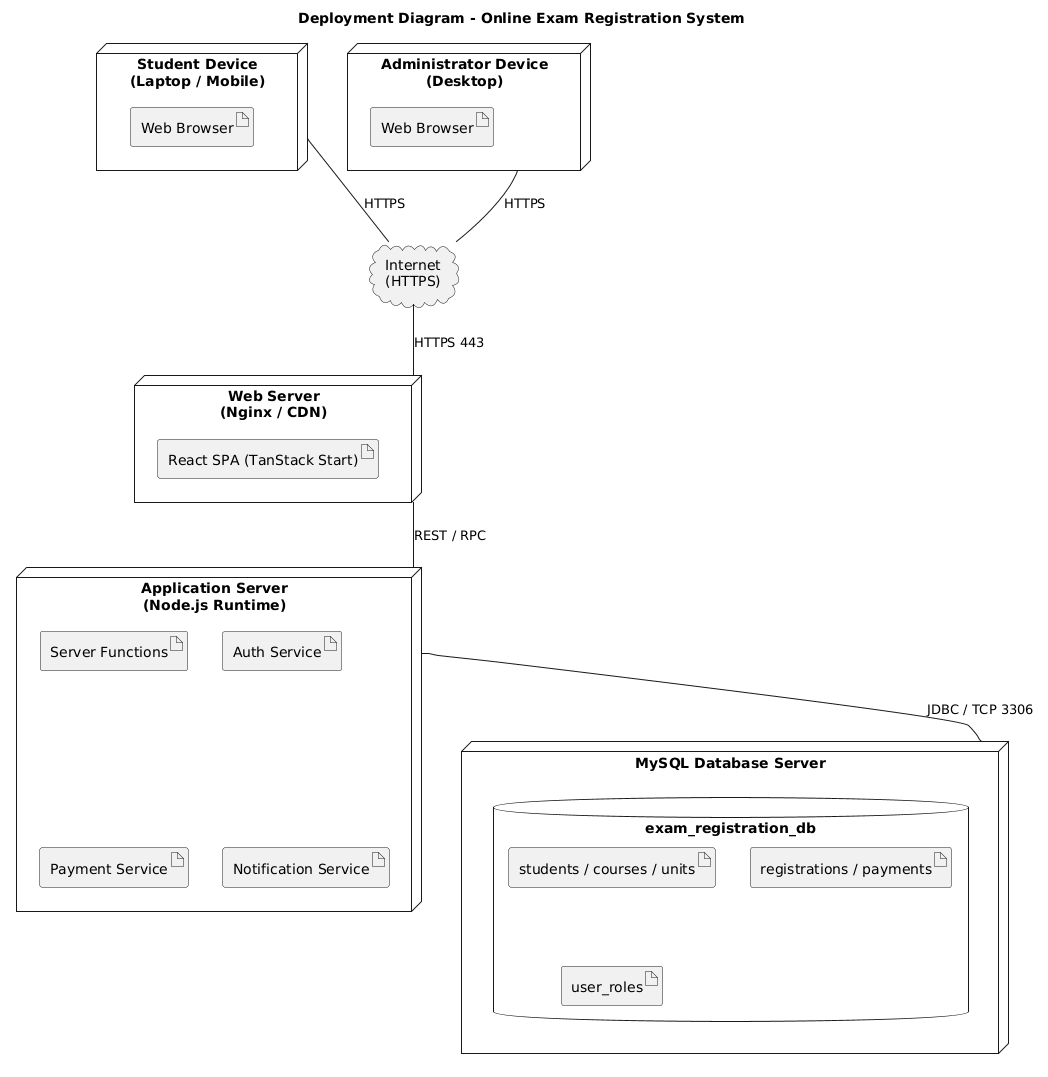 Deployment Diagram - Online Exam Registration System
Student Device
(Laptop / Mobile)
Web Browser
Administrator Device
(Desktop)
Web Browser
HTTPS
HTTPS
Internet
(HTTPS)
HTTPS 443
Web Server
(Nginx / CDN)
React SPA (TanStack Start)
REST / RPC
Application Server
(Node.js Runtime)
Server Functions
Auth Service
Payment Service
Notification Service
JDBC / TCP 3306
MySQL Database Server
exam_registration_db
students / courses / units
registrations / payments
user_roles